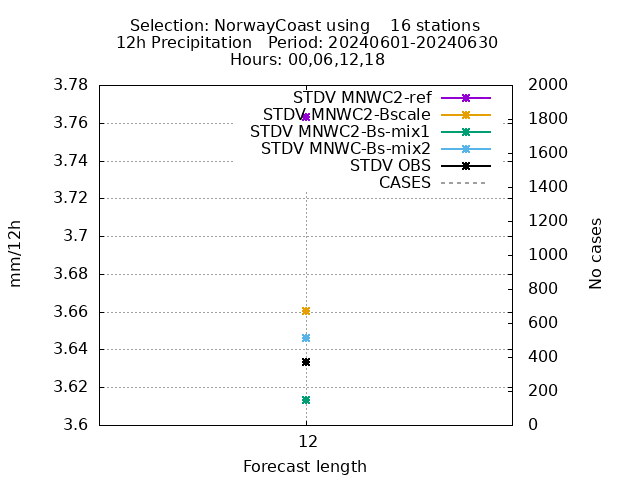 Selection: NorwayCoast using    16 stations
12h Precipitation   Period: 20240601-20240630
Hours: 00,06,12,18
3.78
3.76
3.74
3.72
3.7
3.68
3.66
3.64
3.62
3.6
mm/12h
STDV MNWC2-ref
STDV MNWC2-Bscale
STDV MNWC2-Bs-mix1
STDV MNWC-Bs-mix2
STDV OBS
CASES
2000
1800
1600
1400
1200
1000
800
600
400
200
0
No cases
12
Forecast length